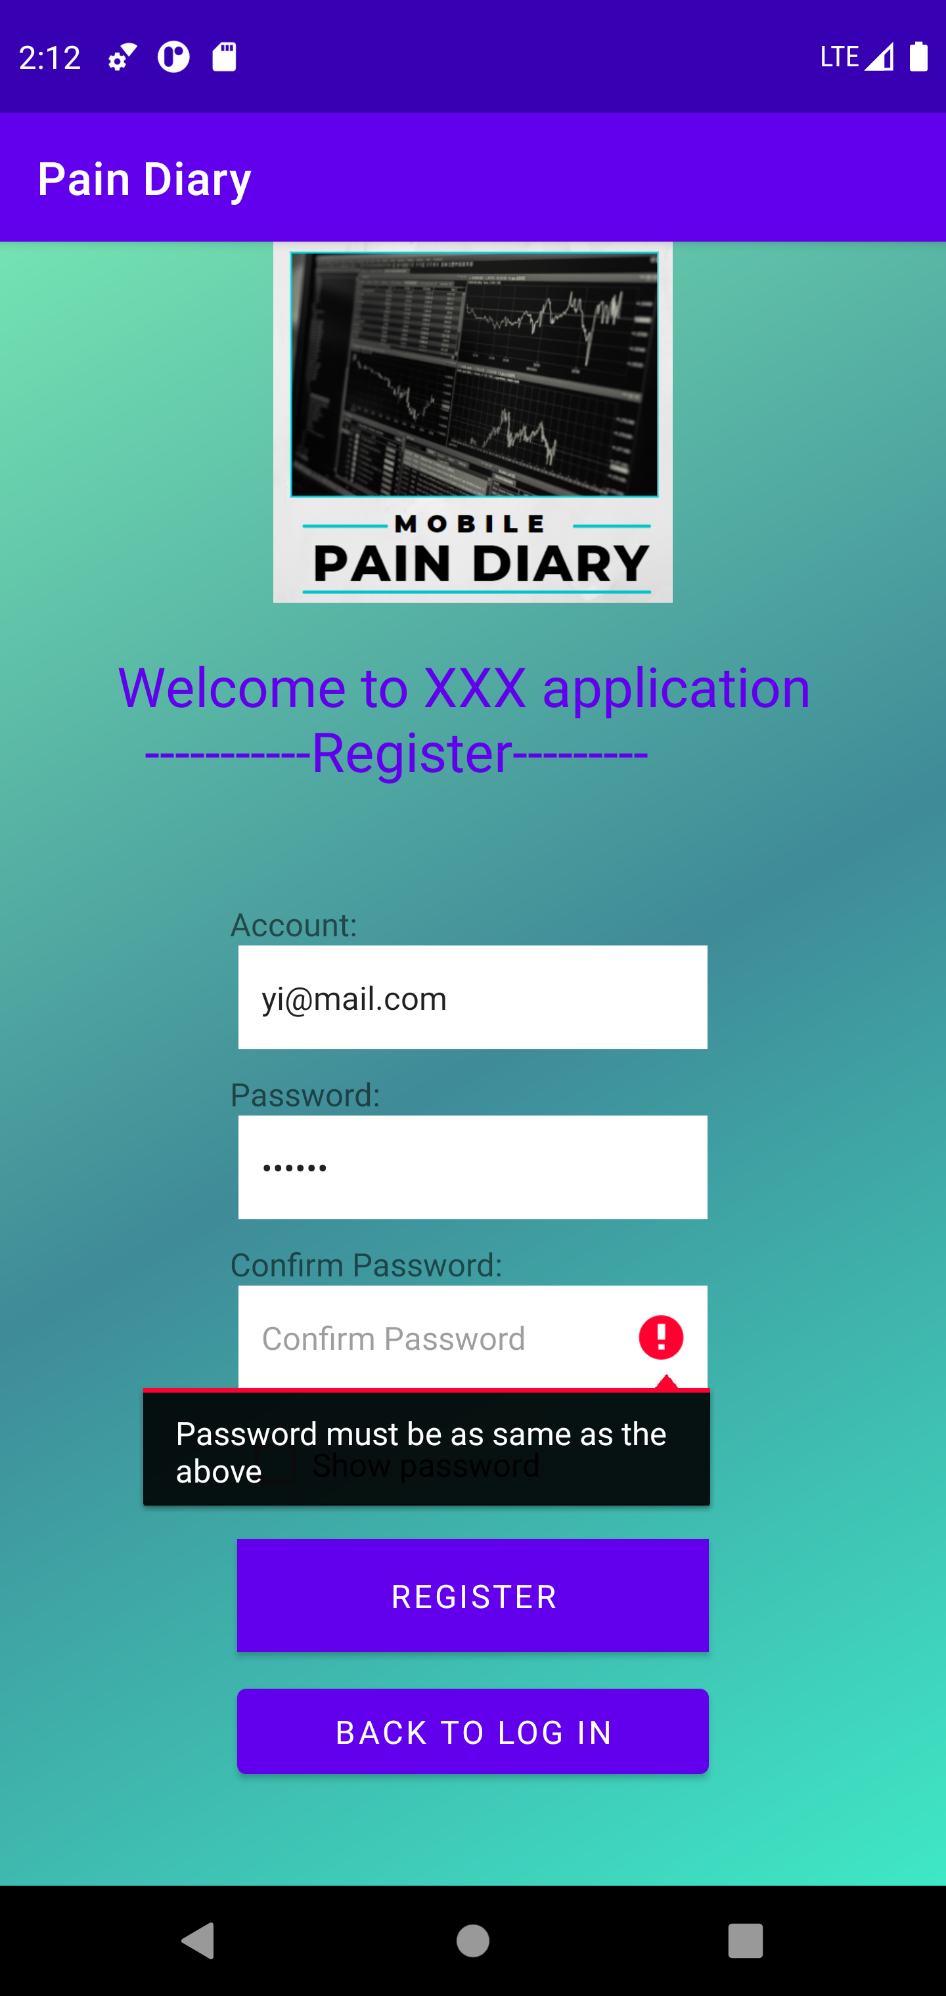 2:12 LTE
Pain Diary
MOBILE
PAIN DIARY
Welcome to XXX application
-----------Register---------
Account:
yi@mail.com
Password:
••••••
Confirm Password:
Confirm Password
Password must be as same as the
above
Show password
REGISTER
BACK TO LOG IN